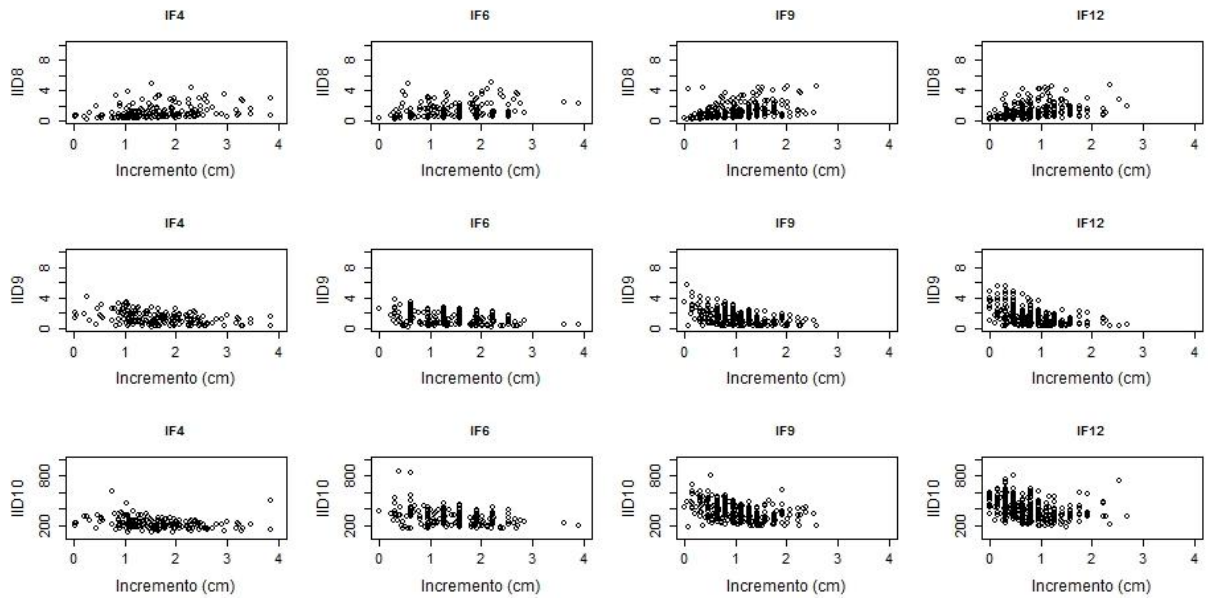 IF4
IID8
8
4
0
0 1 2 3 4
Incremento (cm)
IF6
IID8
8
4
0
0 1 2 3 4
Incremento (cm)
IF9
IID8
8
4
0
0 1 2 3 4
Incremento (cm)
IF12
IID8
8
4
0
0 1 2 3 4
Incremento (cm)
IF4
IID9
8
4
0
0 1 2 3 4
Incremento (cm)
IF6
IID9
8
4
0
0 1 2 3 4
Incremento (cm)
IF9
IID9
8
4
0
0 1 2 3 4
Incremento (cm)
IF12
IID9
8
4
0
0 1 2 3 4
Incremento (cm)
IF4
IID10
800
200
0 1 2 3 4
Incremento (cm)
IF6
IID10
800
200
0 1 2 3 4
Incremento (cm)
IF9
IID10
800
200
0 1 2 3 4
Incremento (cm)
IF12
IID10
800
200
0 1 2 3 4
Incremento (cm)